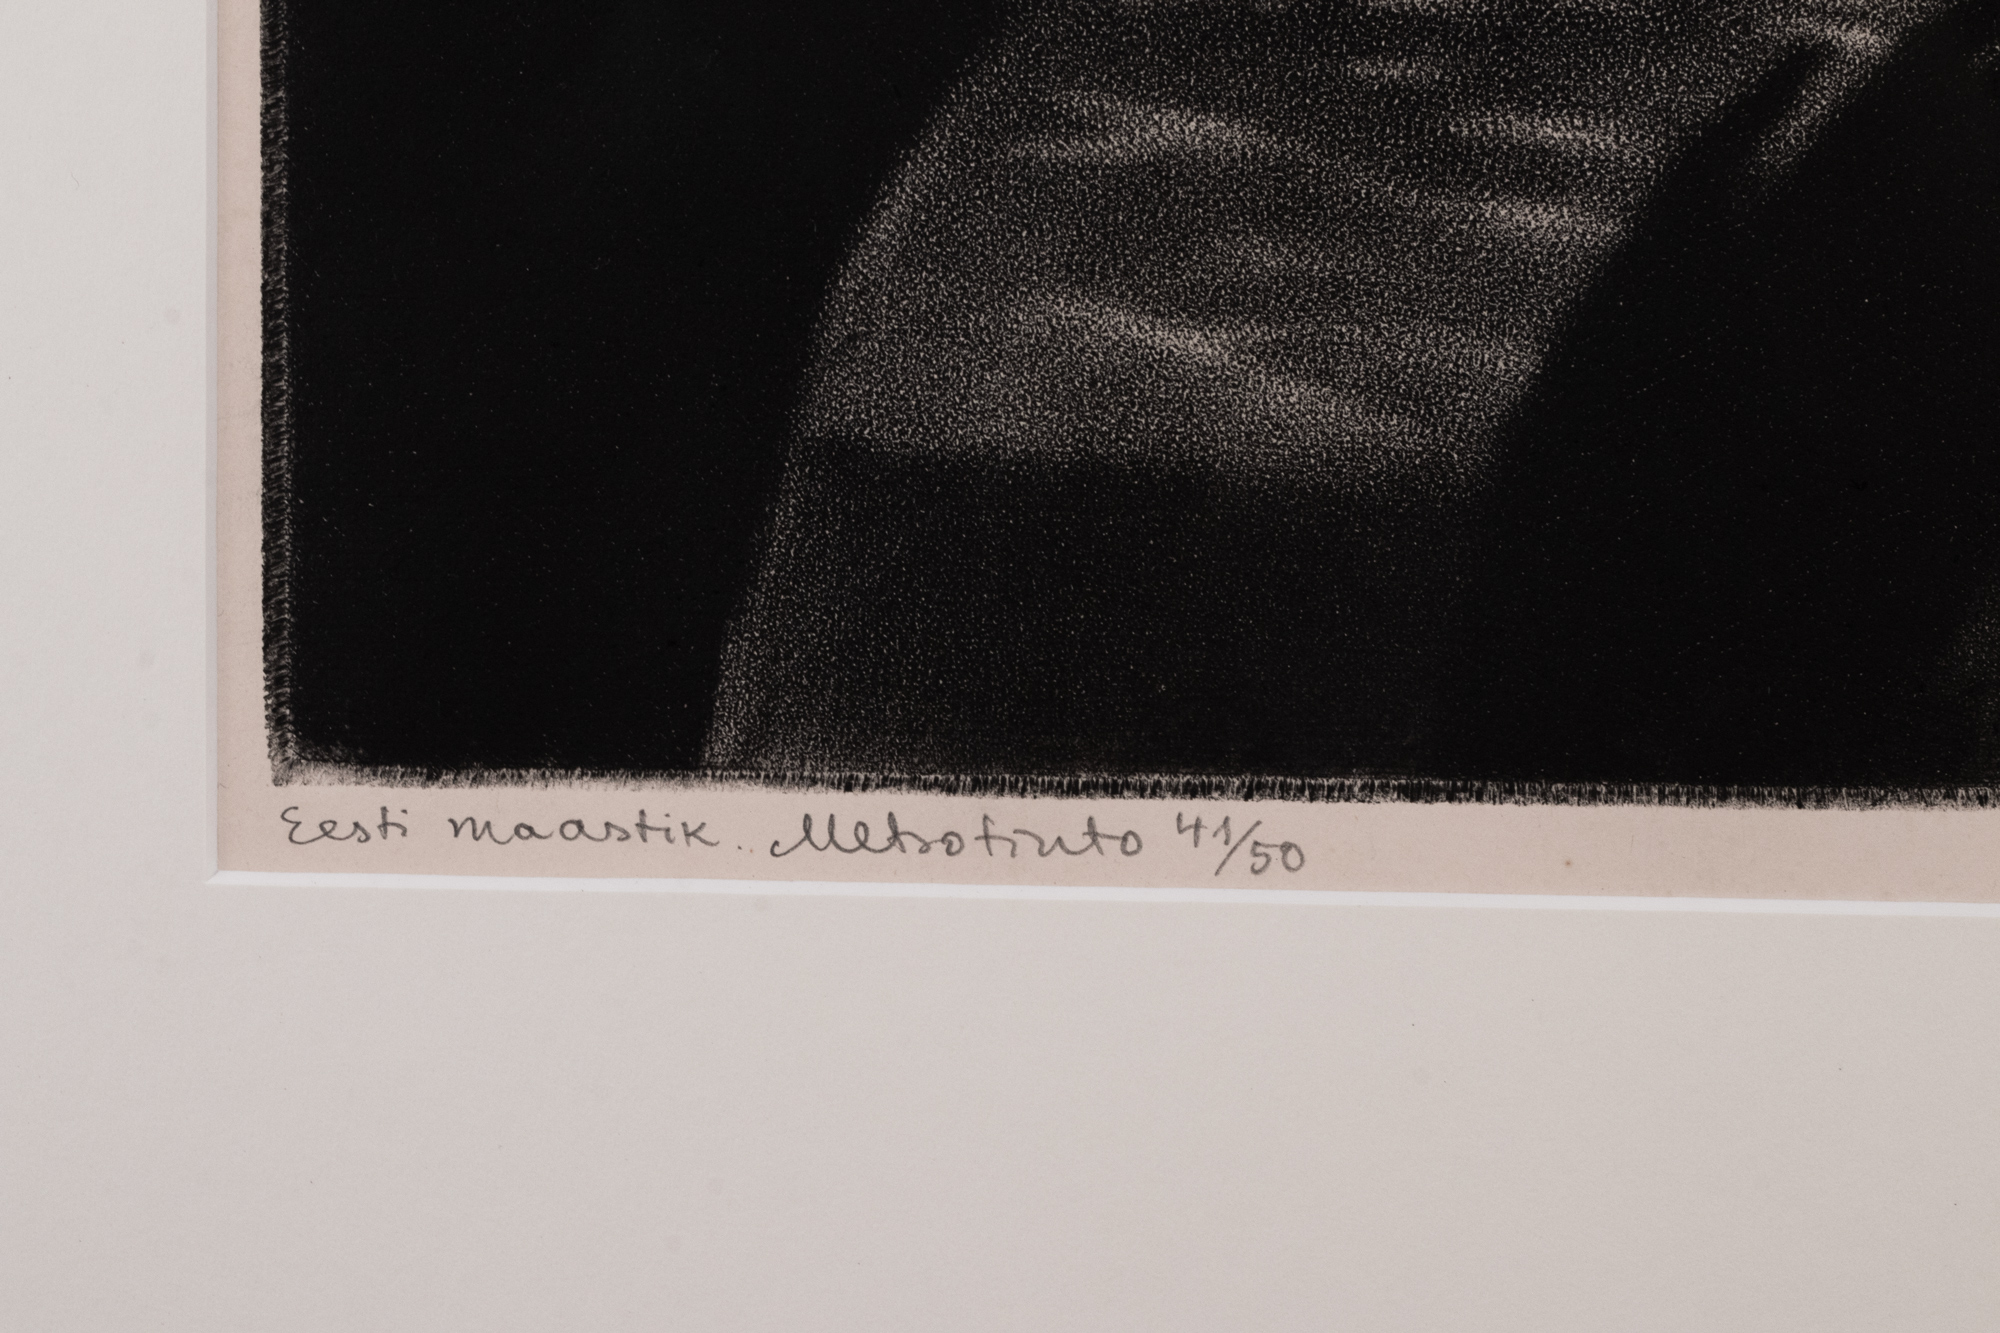 Eesti maastik. Metsotinto 41/50